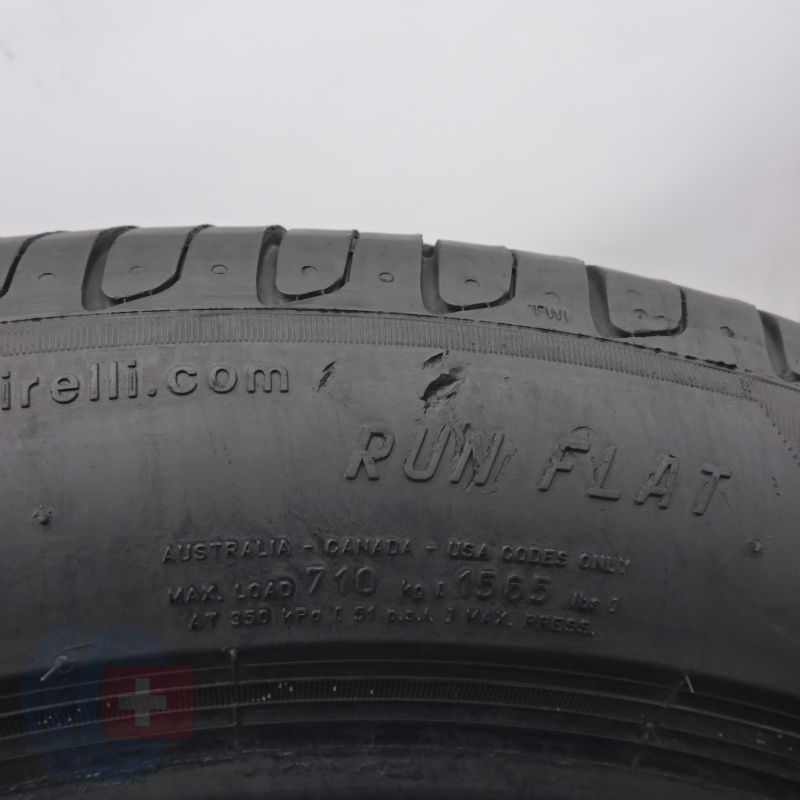 TWI
irelli.com
RUN FLAT
AUSTRALIA - CANADA - USA CODES ONLY
MAX. LOAD 710 kg [ 1565 lbs ]
AT 350 kPa [ 51 p.s.i. ] MAX. PRESS.